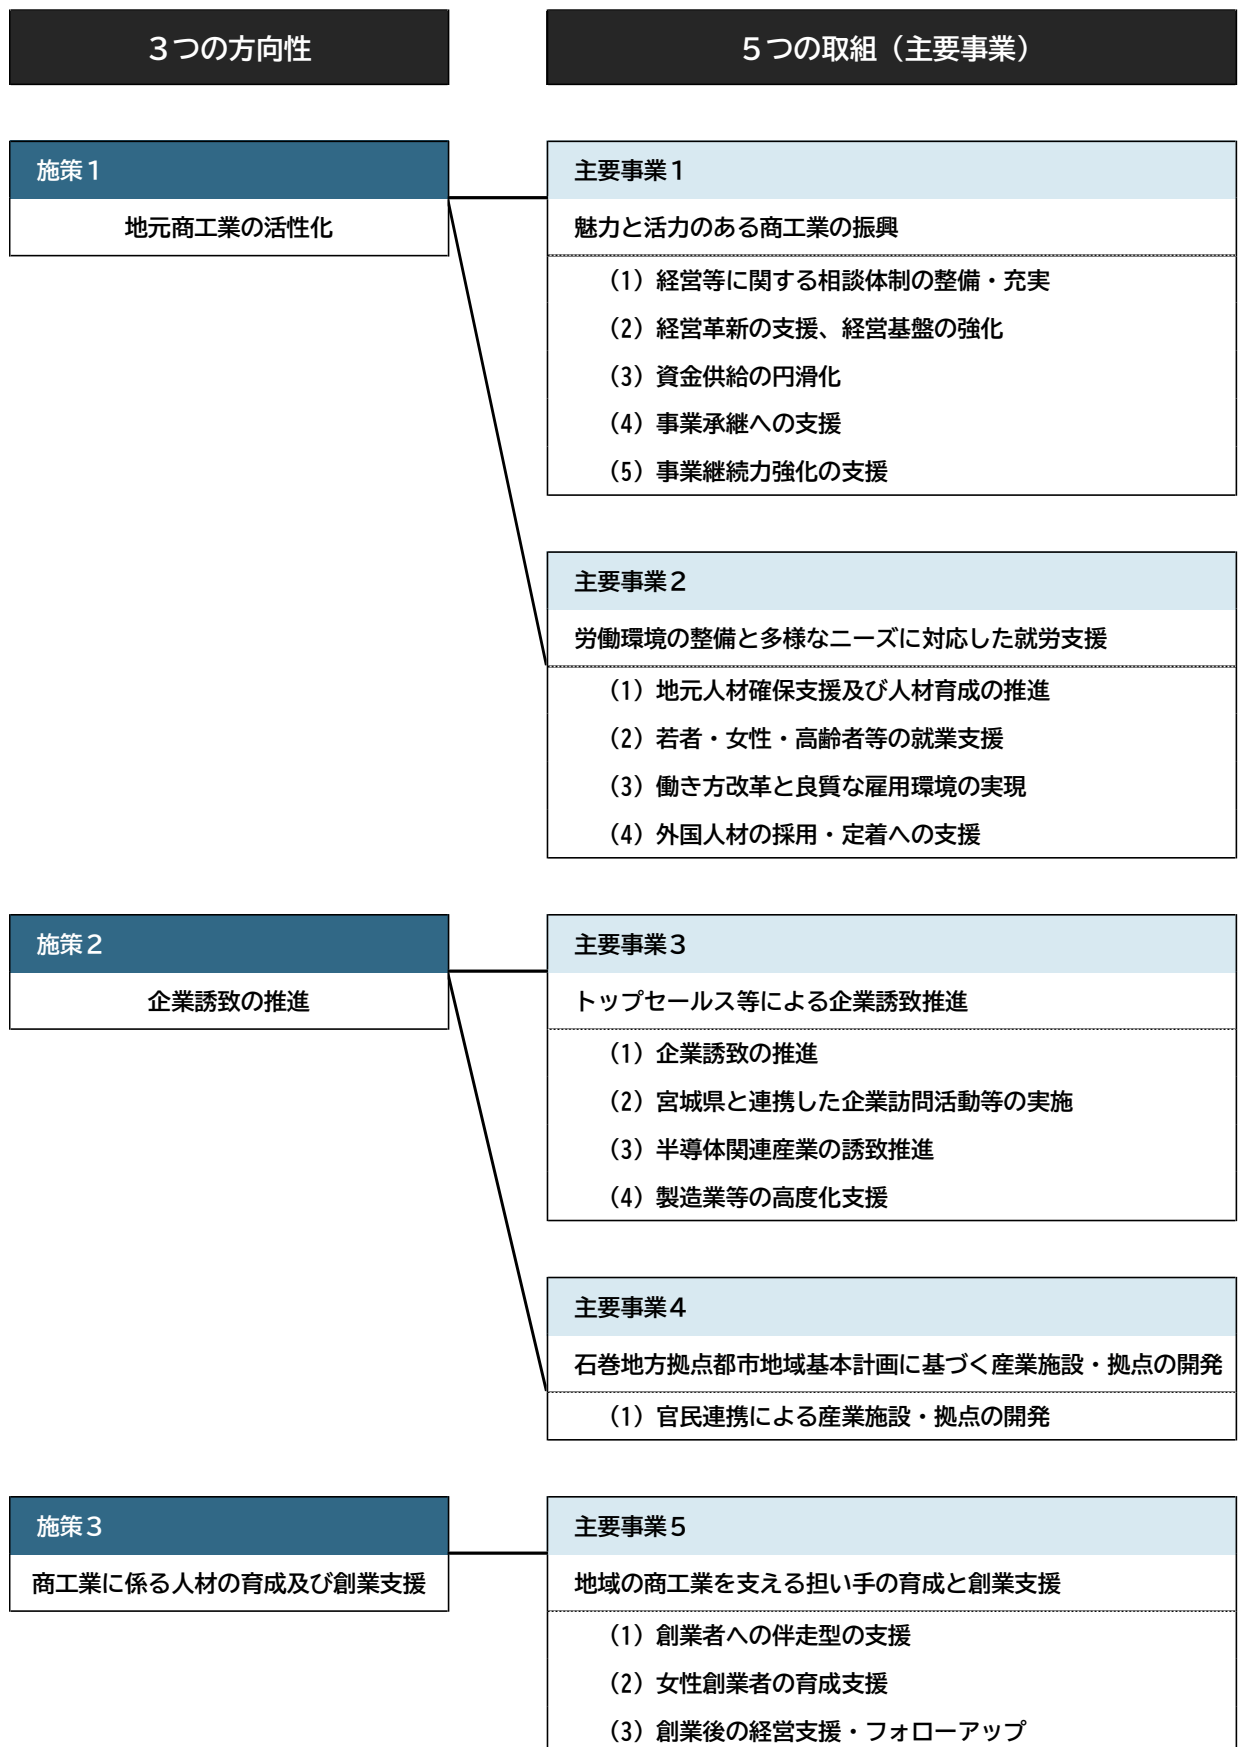 ３つの方向性
５つの取組（主要事業）
施策１
地元商工業の活性化
主要事業１
魅力と活力のある商工業の振興
（1）経営等に関する相談体制の整備・充実
（2）経営革新の支援、経営基盤の強化
（3）資金供給の円滑化
（4）事業承継への支援
（5）事業継続力強化の支援
主要事業２
労働環境の整備と多様なニーズに対応した就労支援
（1）地元人材確保支援及び人材育成の推進
（2）若者・女性・高齢者等の就業支援
（3）働き方改革と良質な雇用環境の実現
（4）外国人材の採用・定着への支援
施策２
企業誘致の推進
主要事業３
トップセールス等による企業誘致推進
（1）企業誘致の推進
（2）宮城県と連携した企業訪問活動等の実施
（3）半導体関連産業の誘致推進
（4）製造業等の高度化支援
主要事業４
石巻地方拠点都市地域基本計画に基づく産業施設・拠点の開発
（1）官民連携による産業施設・拠点の開発
施策３
商工業に係る人材の育成及び創業支援
主要事業５
地域の商工業を支える担い手の育成と創業支援
（1）創業者への伴走型の支援
（2）女性創業者の育成支援
（3）創業後の経営支援・フォローアップ